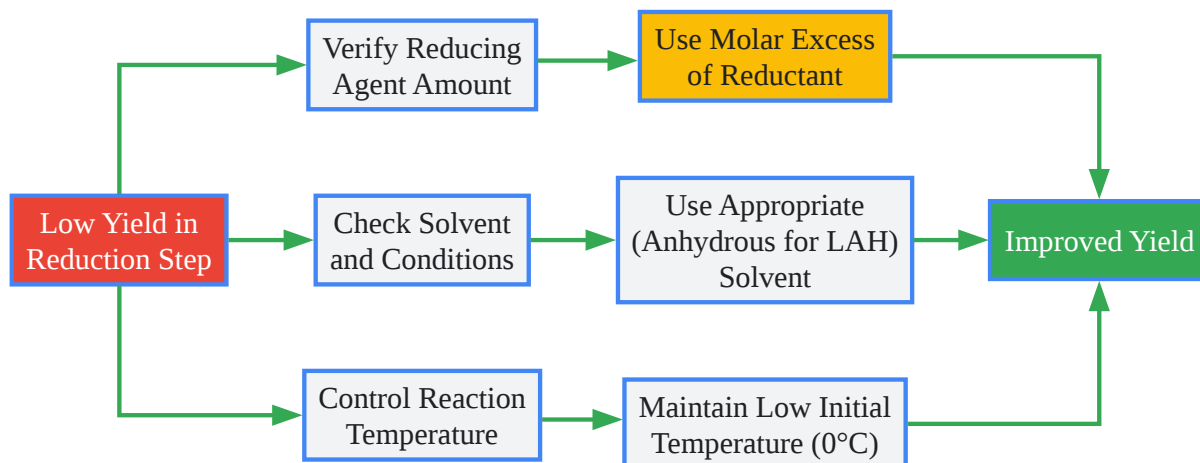 Verify Reducing
Agent Amount
Use Molar Excess
of Reductant
Low Yield in
Reduction Step
Check Solvent
and Conditions
Use Appropriate
(Anhydrous for LAH)
Solvent
Improved Yield
Control Reaction
Temperature
Maintain Low Initial
Temperature (0°C)